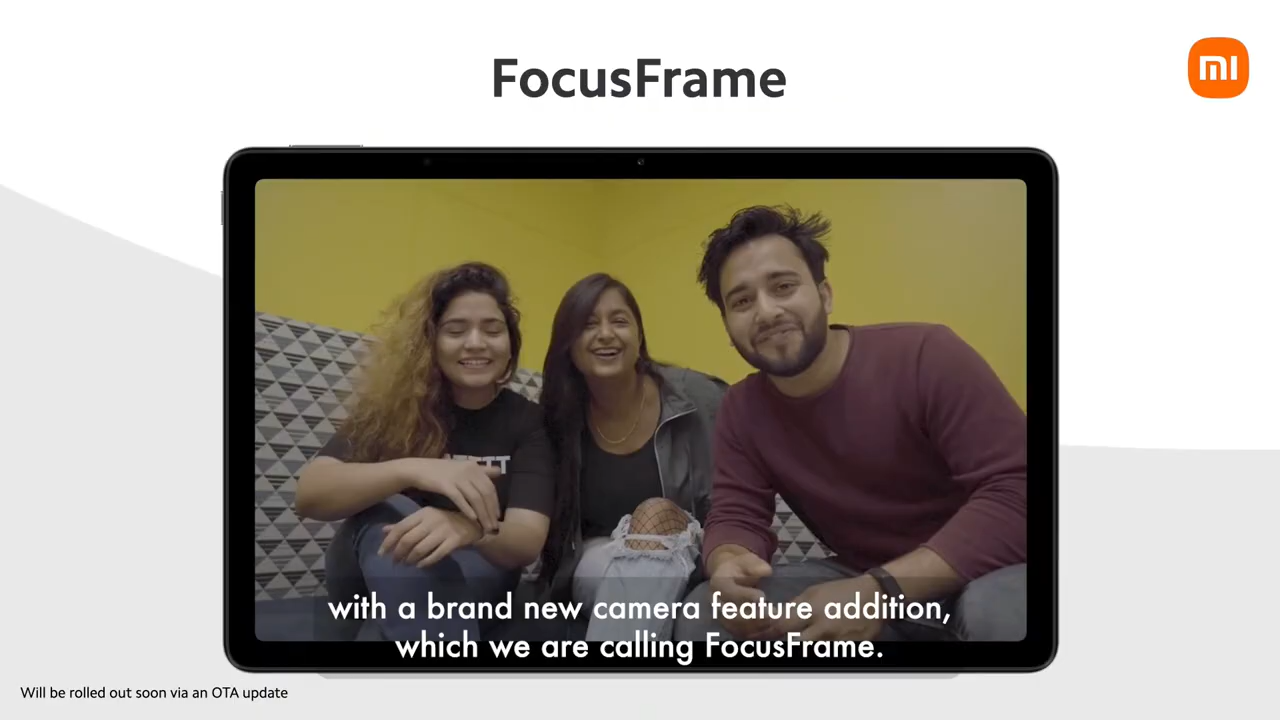 FocusFrame
mi
with a brand new camera feature addition,
which we are calling FocusFrame.
Will be rolled out soon via an OTA update